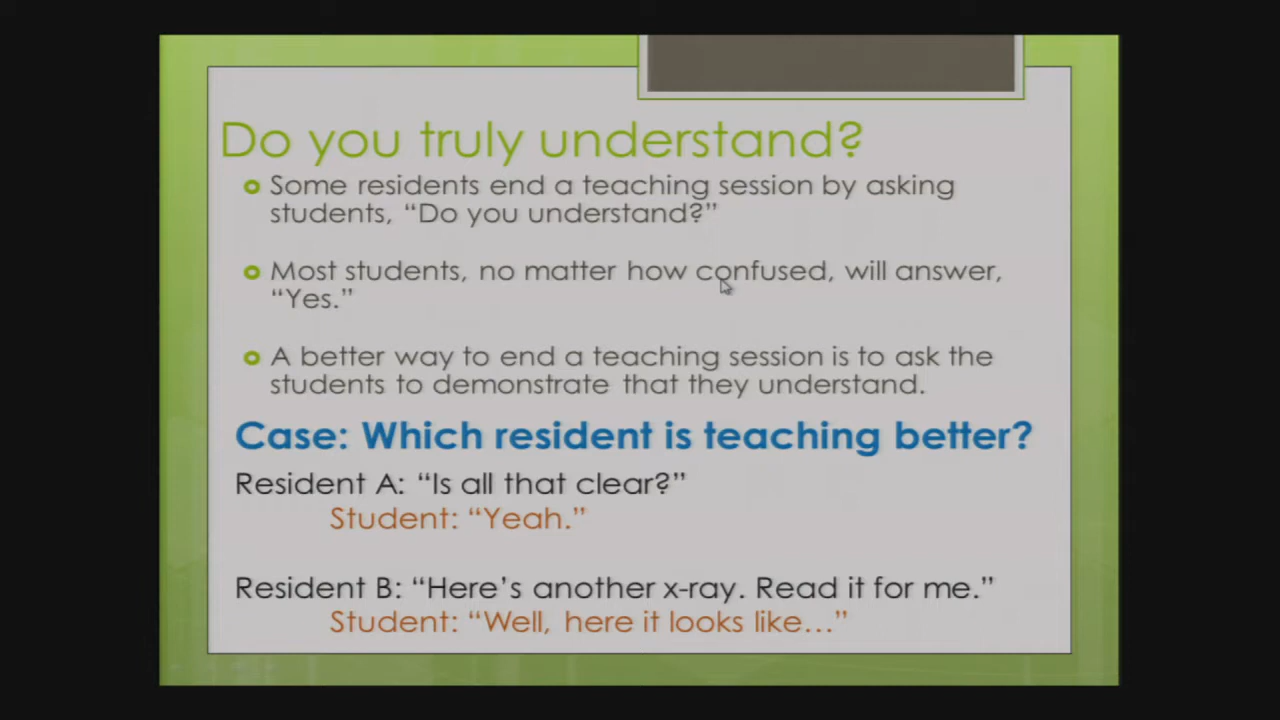 Do you truly understand?
Some residents end a teaching session by asking
students, “Do you understand?”
Most students, no matter how confused, will answer,
“Yes.”
A better way to end a teaching session is to ask the
students to demonstrate that they understand.
Case: Which resident is teaching better?
Resident A: “Is all that clear?”
Student: “Yeah.”
Resident B: “Here’s another x-ray. Read it for me.”
Student: “Well, here it looks like…”